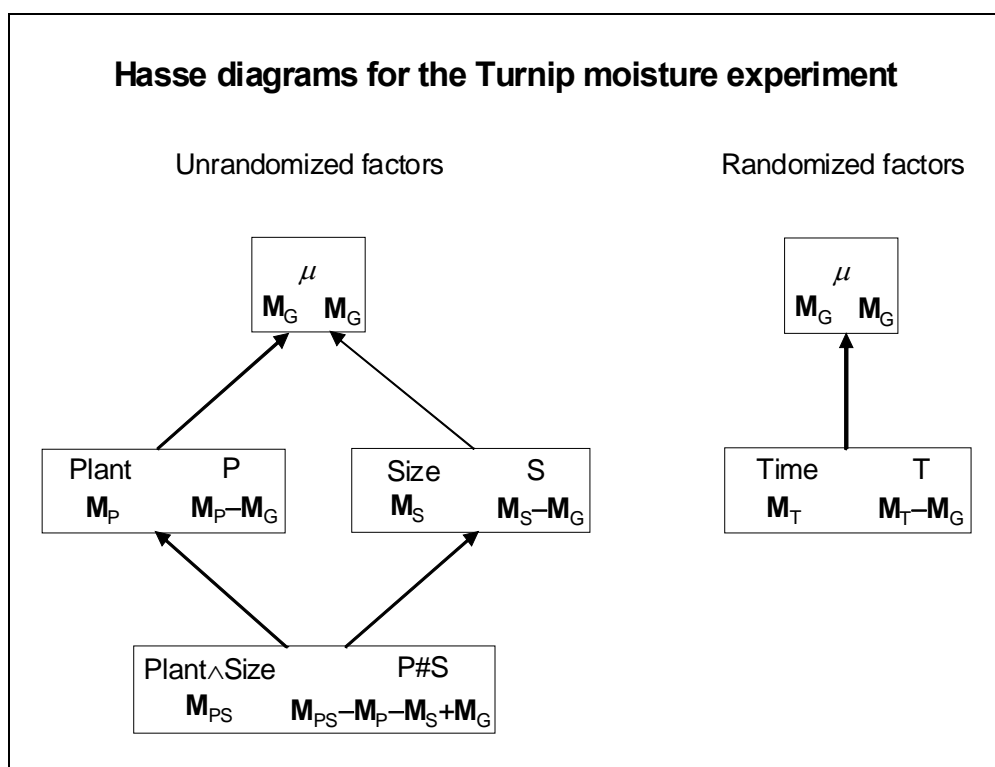 Hasse diagrams for the Turnip moisture experiment
Unrandomized factors
μ
M_G M_G
Plant P
M_P M_P–M_G
Size S
M_S M_S–M_G
Plant∧Size P#S
M_PS M_PS–M_P–M_S+M_G
Randomized factors
μ
M_G M_G
Time T
M_T M_T–M_G